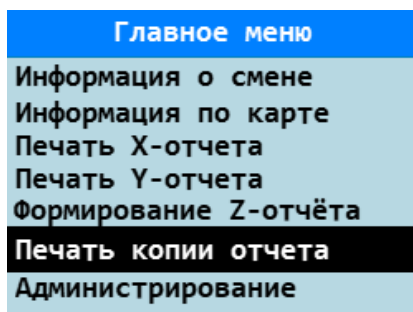 Главное меню
Информация о смене
Информация по карте
Печать X-отчета
Печать Y-отчета
Формирование Z-отчёта
Печать копии отчета
Администрирование